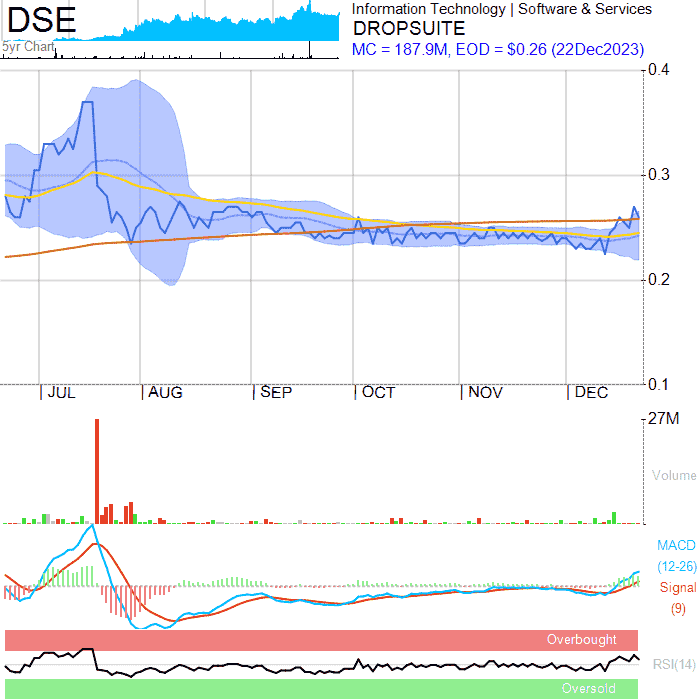 DSE
Information Technology | Software & Services
DROPSUITE
MC = 187.9M, EOD = $0.26 (22Dec2023)
5yr Chart
0.4
0.3
0.2
0.1
| JUL | AUG | SEP | OCT | NOV | DEC
27M
Volume
MACD
(12-26)
Signal
(9)
Overbought
RSI(14)
Oversold